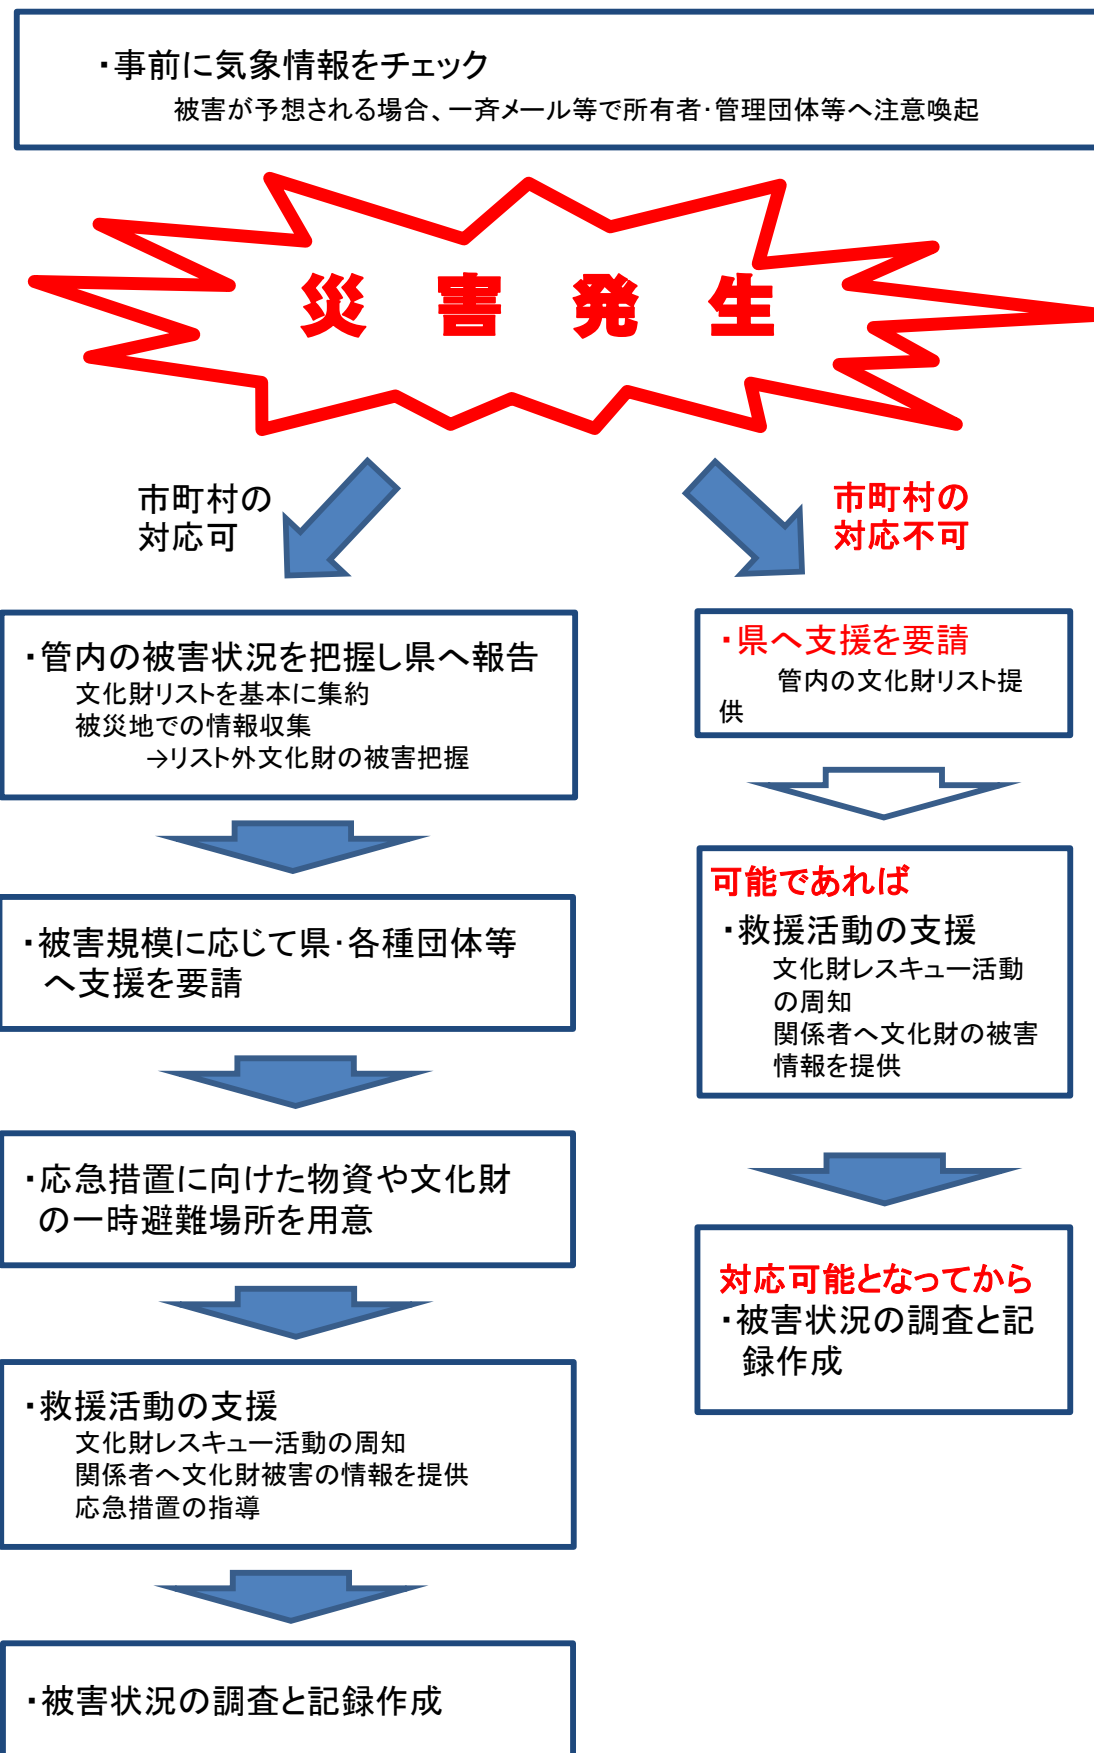 ・事前に気象情報をチェック
被害が予想される場合、一斉メール等で所有者・管理団体等へ注意喚起
災害発生
市町村の
対応可
・管内の被害状況を把握し県へ報告
文化財リストを基本に集約
被災地での情報収集
→リスト外文化財の被害把握
・被害規模に応じて県・各種団体等
へ支援を要請
・応急措置に向けた物資や文化財
の一時避難場所を用意
・救援活動の支援
文化財レスキュー活動の周知
関係者へ文化財被害の情報を提供
応急措置の指導
・被害状況の調査と記録作成
市町村の
対応不可
・県へ支援を要請
管内の文化財リスト提
供
可能であれば
・救援活動の支援
文化財レスキュー活動
の周知
関係者へ文化財の被害
情報を提供
対応可能となってから
・被害状況の調査と記
録作成